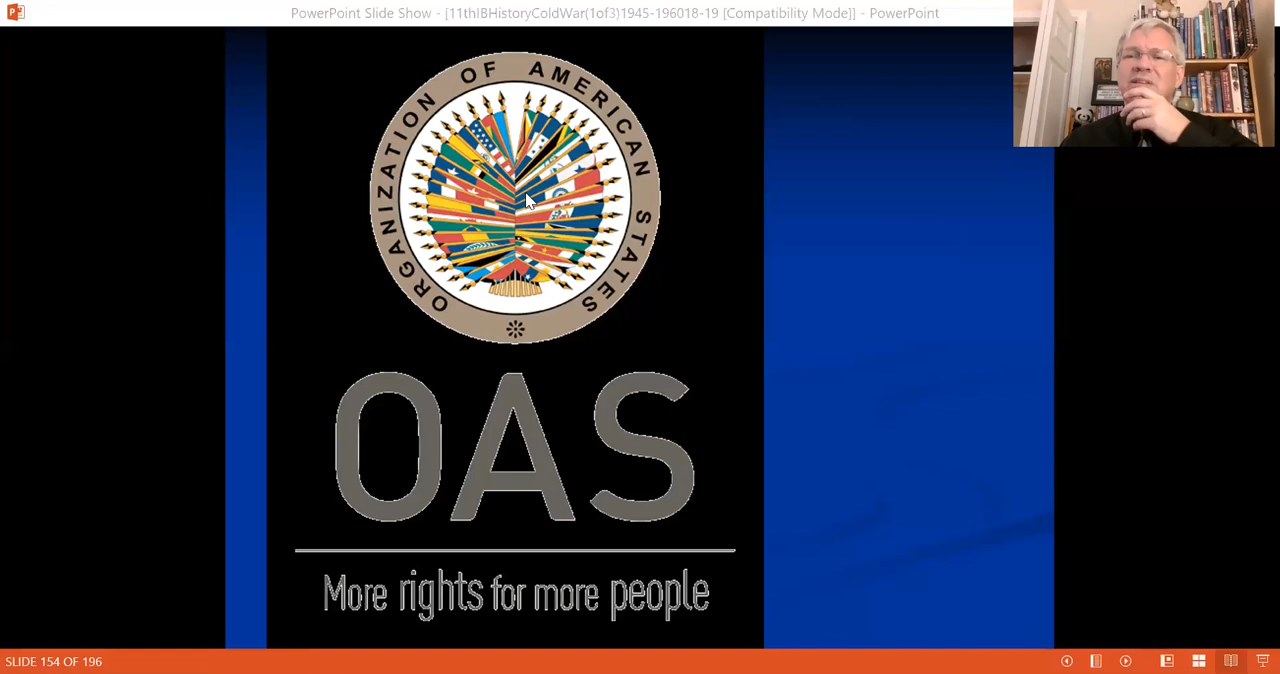 PowerPoint Slide Show - [11thIBHistoryColdWar(1of3)1945-196018-19 [Compatibility Mode]] - PowerPoint
ORGANIZATION OF AMERICAN STATES
OAS
More rights for more people
SLIDE 154 OF 196